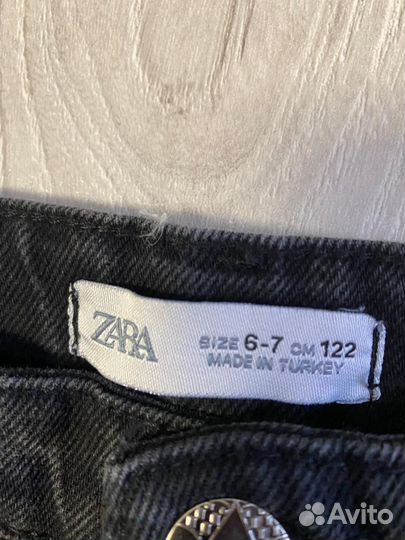 ZARA
SIZE 6-7 CM 122
MADE IN TURKEY
Avito